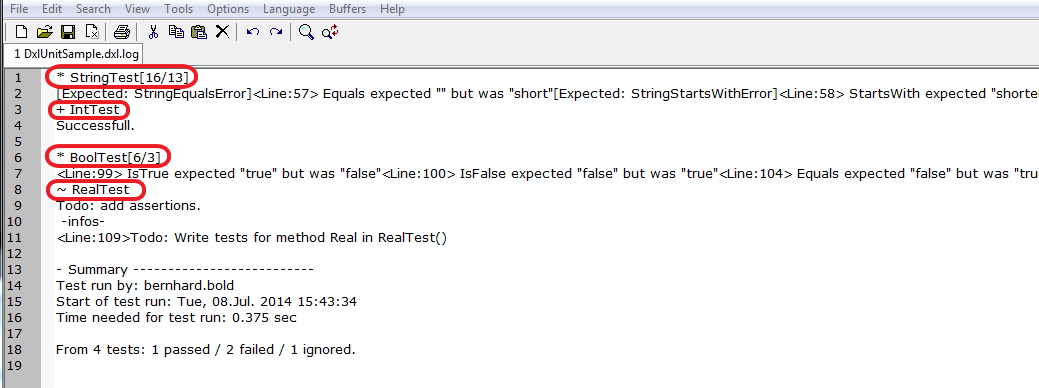 File Edit Search View Tools Options Language Buffers Help
1 DxlUnitSample.dxl.log
1 * StringTest[16/13]
2 [Expected: StringEqualsError]<Line:57> Equals expected "" but was "short"[Expected: StringStartsWithError]<Line:58> StartsWith expected "shorte
3 + IntTest
4 Successfull.
5
6 * BoolTest[6/3]
7 <Line:99> IsTrue expected "true" but was "false"<Line:100> IsFalse expected "false" but was "true"<Line:104> Equals expected "false" but was "tru
8 ~ RealTest
9 Todo: add assertions.
10 -infos-
11 <Line:109>Todo: Write tests for method Real in RealTest()
12
13 - Summary --------------------------
14 Test run by: bernhard.bold
15 Start of test run: Tue, 08.Jul. 2014 15:43:34
16 Time needed for test run: 0.375 sec
17
18 From 4 tests: 1 passed / 2 failed / 1 ignored.
19